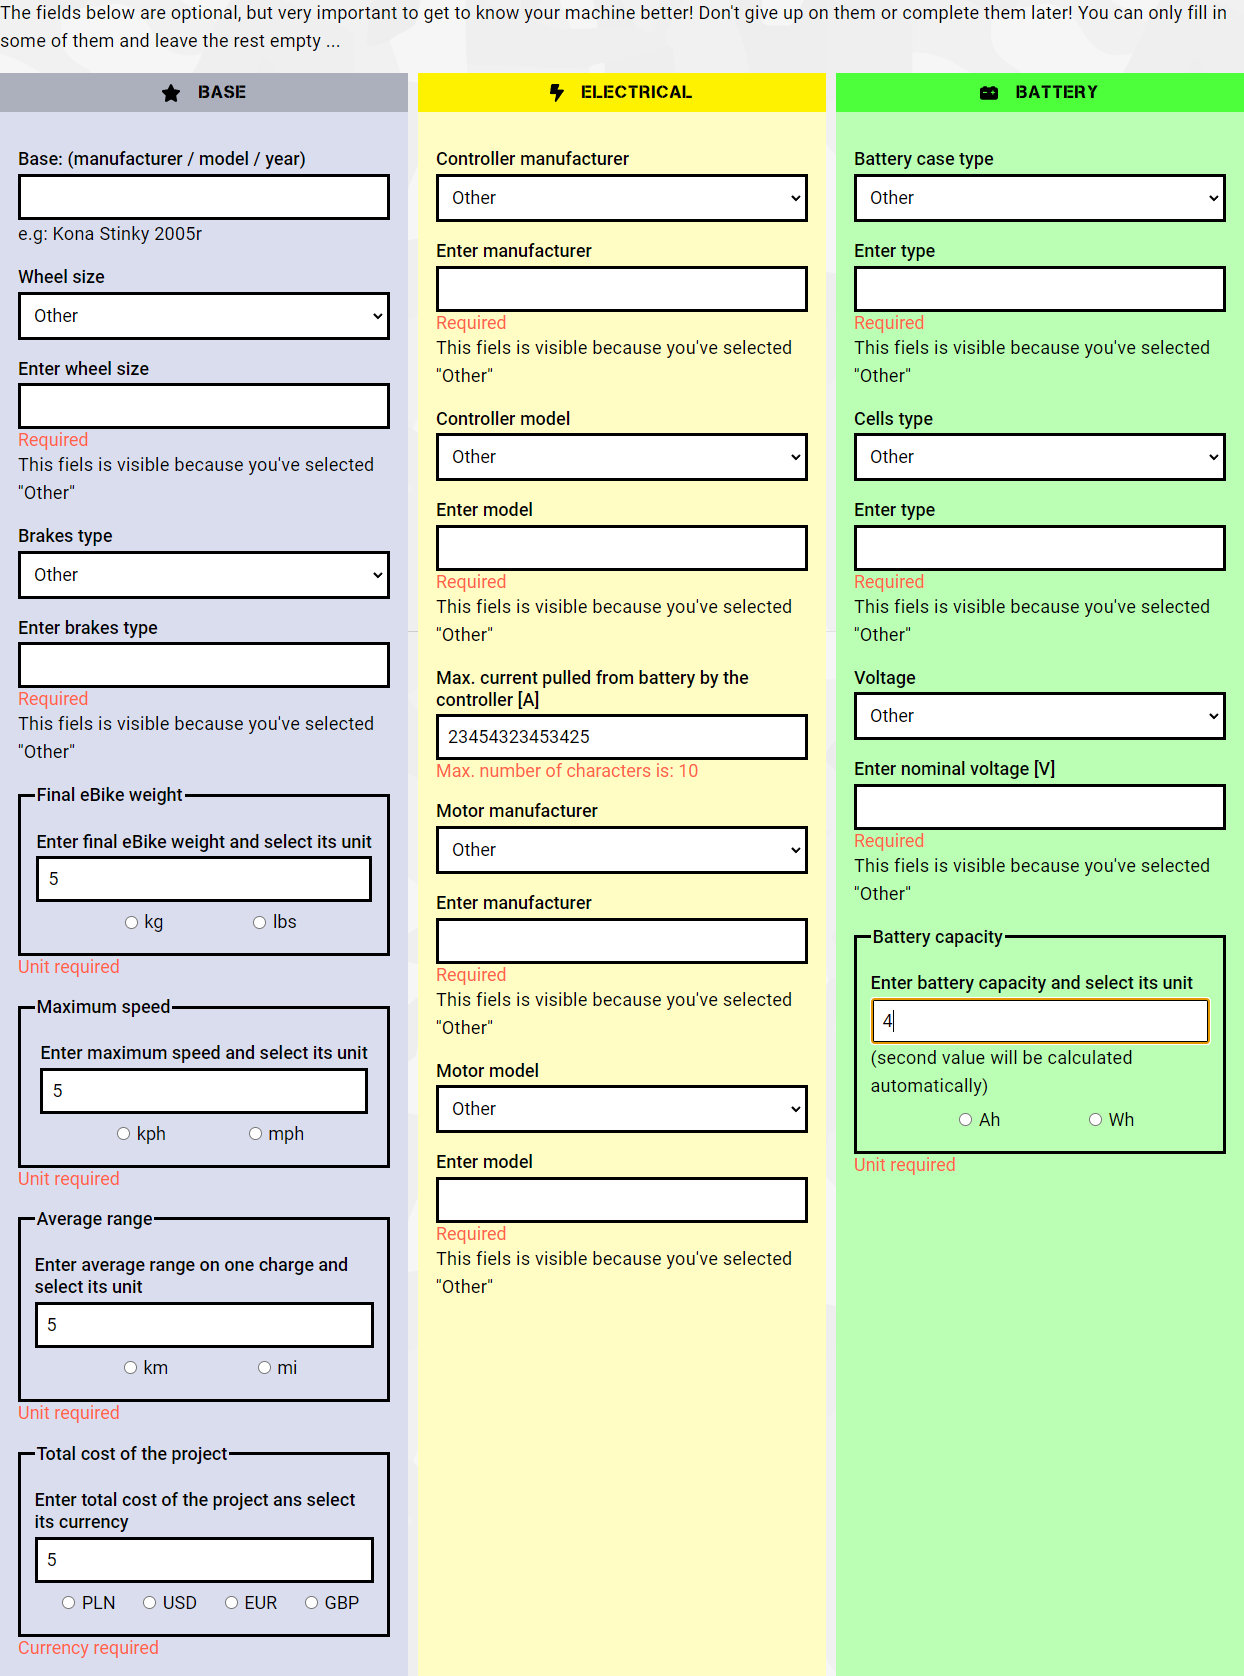 The fields below are optional, but very important to get to know your machine better! Don't give up on them or complete them later! You can only fill in
some of them and leave the rest empty ...
BASE
Base: (manufacturer / model / year)
e.g: Kona Stinky 2005r
Wheel size
Other
Enter wheel size
Required
This fiels is visible because you've selected
"Other"
Brakes type
Other
Enter brakes type
Required
This fiels is visible because you've selected
"Other"
Final eBike weight
Enter final eBike weight and select its unit
5
kg lbs
Unit required
Maximum speed
Enter maximum speed and select its unit
5
kph mph
Unit required
Average range
Enter average range on one charge and
select its unit
5
km mi
Unit required
Total cost of the project
Enter total cost of the project ans select
its currency
5
PLN USD EUR GBP
Currency required
ELECTRICAL
Controller manufacturer
Other
Enter manufacturer
Required
This fiels is visible because you've selected
"Other"
Controller model
Other
Enter model
Required
This fiels is visible because you've selected
"Other"
Max. current pulled from battery by the
controller [A]
23454323453425
Max. number of characters is: 10
Motor manufacturer
Other
Enter manufacturer
Required
This fiels is visible because you've selected
"Other"
Motor model
Other
Enter model
Required
This fiels is visible because you've selected
"Other"
BATTERY
Battery case type
Other
Enter type
Required
This fiels is visible because you've selected
"Other"
Cells type
Other
Enter type
Required
This fiels is visible because you've selected
"Other"
Voltage
Other
Enter nominal voltage [V]
Required
This fiels is visible because you've selected
"Other"
Battery capacity
Enter battery capacity and select its unit
4
(second value will be calculated
automatically)
Ah Wh
Unit required